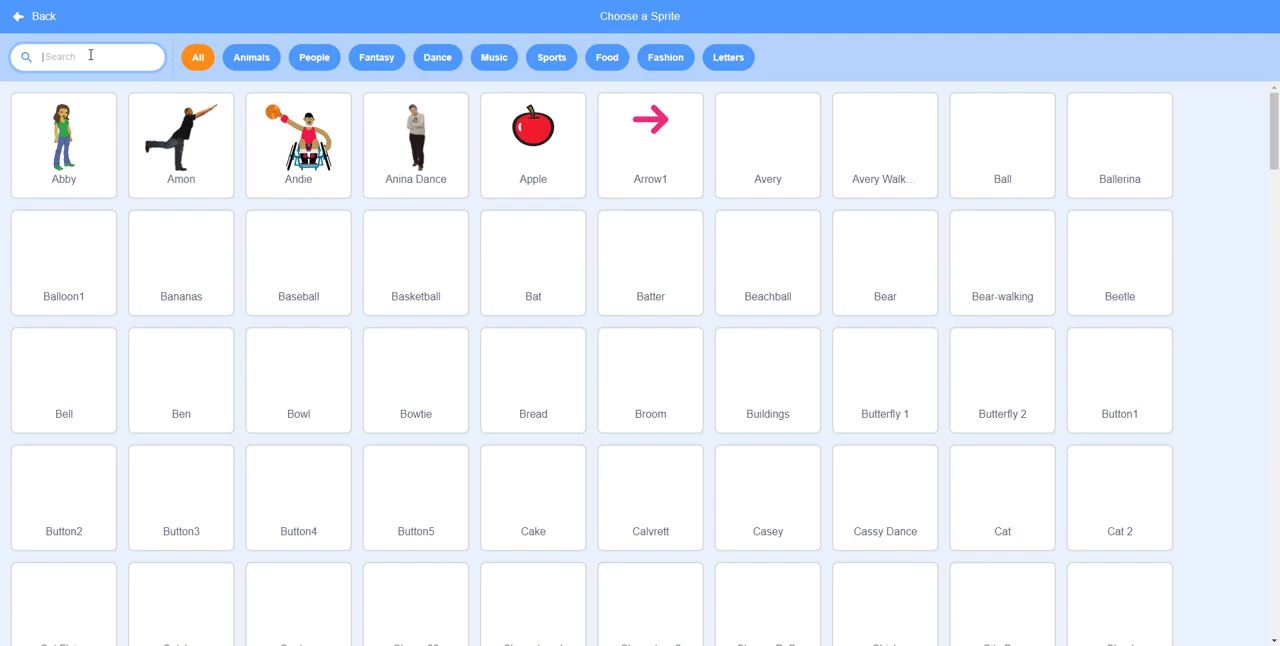 Back
Choose a Sprite
Search
All
Animals
People
Fantasy
Dance
Music
Sports
Food
Fashion
Letters
Abby
Amon
Andie
Anina Dance
Apple
Arrow1
Avery
Avery Walk...
Ball
Ballerina
Balloon1
Bananas
Baseball
Basketball
Bat
Batter
Beachball
Bear
Bear-walking
Beetle
Bell
Ben
Bowl
Bowtie
Bread
Broom
Buildings
Butterfly 1
Butterfly 2
Button1
Button2
Button3
Button4
Button5
Cake
Calvrett
Casey
Cassy Dance
Cat
Cat 2